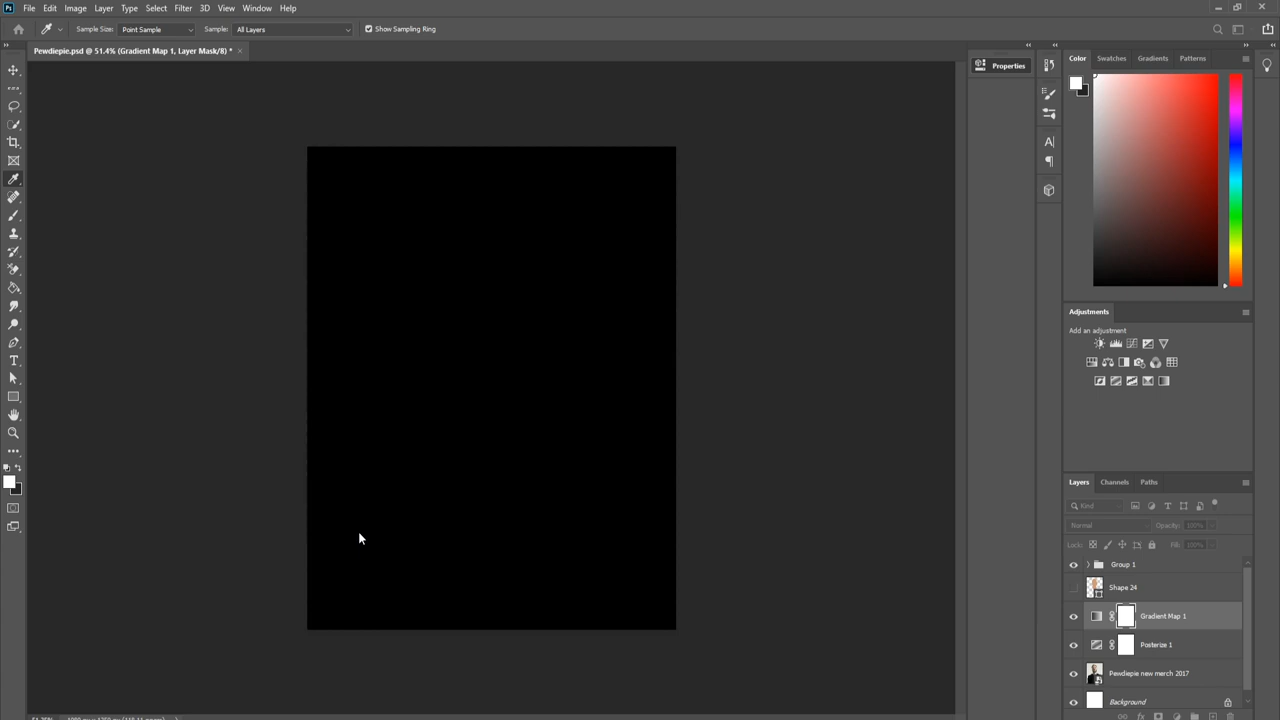 Ps File Edit Image Layer Type Select Filter 3D View Window Help
Sample Size: Point Sample Sample: All Layers Show Sampling Ring
Pewdiepie.psd @ 51.4% (Gradient Map 1, Layer Mask/8) * ×
Properties
Color Swatches Gradients Patterns
Adjustments
Add an adjustment
Layers Channels Paths
Kind
Normal Opacity: 100%
Lock: Fill: 100%
Group 1
Shape 24
Gradient Map 1
Posterize 1
Pewdiepie new merch 2017
Background